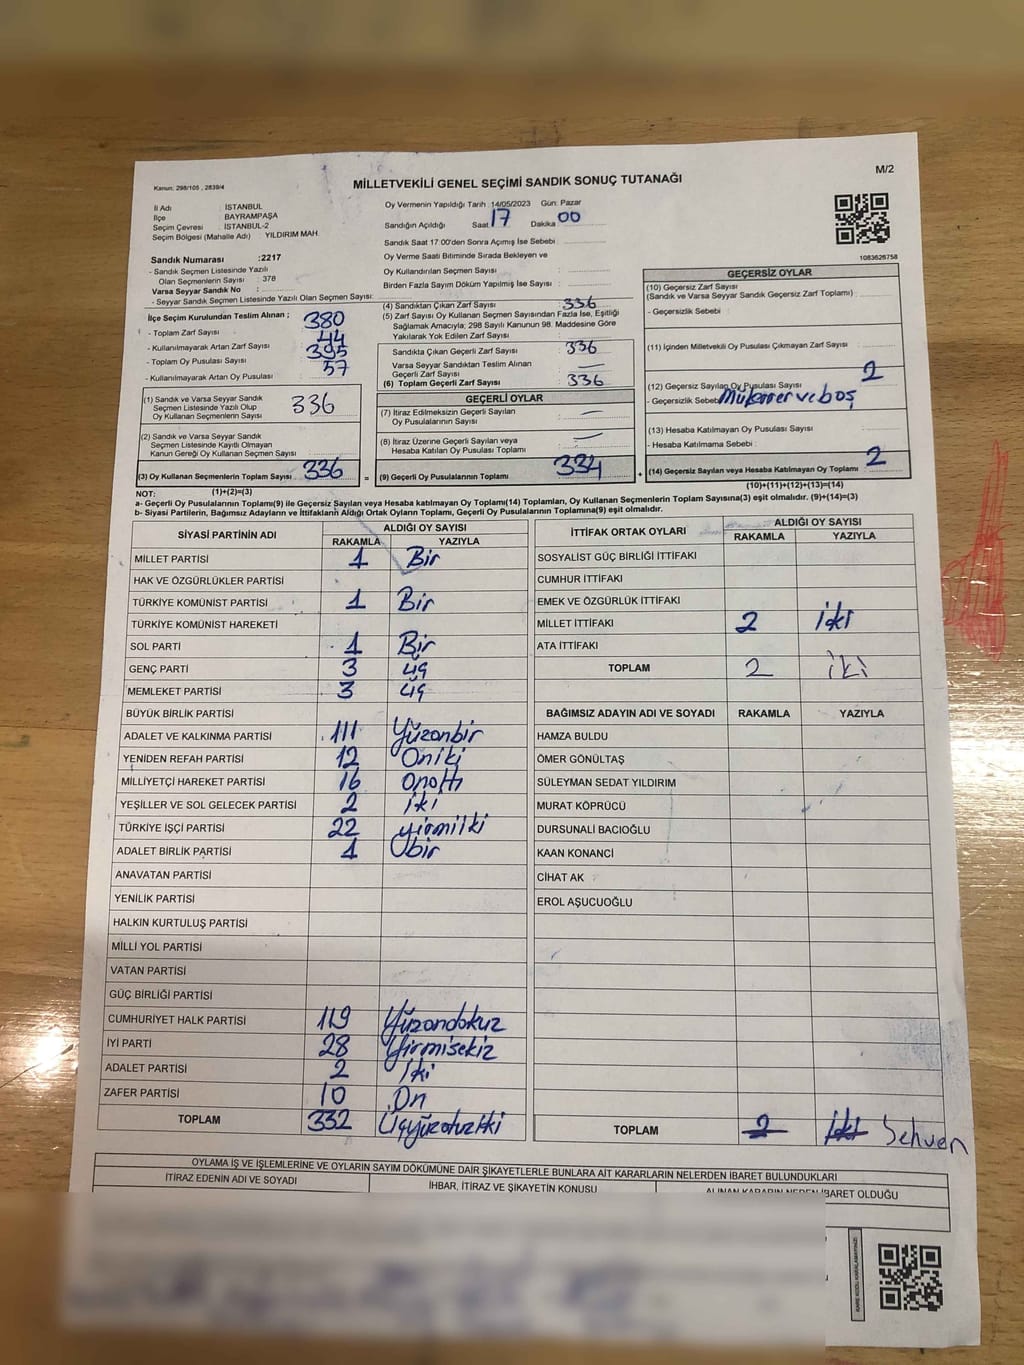 M/2
Kanun: 298/105 , 2839/4
MİLLETVEKİLİ GENEL SEÇİMİ SANDIK SONUÇ TUTANAĞI
İl Adı : İSTANBUL
İlçe : BAYRAMPAŞA
Seçim Çevresi : İSTANBUL-2
Seçim Bölgesi (Mahalle Adı) YILDIRIM MAH.
Sandık Numarası :2217
- Sandık Seçmen Listesinde Yazılı
Olan Seçmenlerin Sayısı : 378
Varsa Seyyar Sandık No :
- Seyyar Sandık Seçmen Listesinde Yazılı Olan Seçmen Sayısı:
Oy Vermenin Yapıldığı Tarih :14/05/2023 Gün: Pazar
Sandığın Açıldığı Saat 17 Dakika 00
Sandık Saat 17:00'den Sonra Açımış İse Sebebi
Oy Verme Saati Bitiminde Sırada Bekleyen ve
Oy Kullandırılan Seçmen Sayısı
Birden Fazla Sayım Döküm Yapılmış İse Sayısı :
1083626758
İlçe Seçim Kurulundan Teslim Alınan ;
- Toplam Zarf Sayısı : 380
- Kullanılmayarak Artan Zarf Sayısı : 44
- Toplam Oy Pusulası Sayısı : 395
- Kullanılmayarak Artan Oy Pusulası : 57
(1) Sandık ve Varsa Seyyar Sandık
Seçmen Listesinde Yazılı Olup
Oy Kullanan Seçmenlerin Sayısı 336
(2) Sandık ve Varsa Seyyar Sandık
Seçmen Listesinde Kayıtlı Olmayan
Kanun Gereği Oy Kullanan Seçmen Sayısı
(3) Oy Kullanan Seçmenlerin Toplam Sayısı 336
(1)+(2)=(3)
(4) Sandıktan Çıkan Zarf Sayısı 336
(5) Zarf Sayısı Oy Kullanan Seçmen Sayısından Fazla İse, Eşitliği
Sağlamak Amacıyla; 298 Sayılı Kanunun 98. Maddesine Göre
Yakılarak Yok Edilen Zarf Sayısı
Sandıkta Çıkan Geçerli Zarf Sayısı 336
Varsa Seyyar Sandıktan Teslim Alınan
Geçerli Zarf Sayısı —
(6) Toplam Geçerli Zarf Sayısı 336
GEÇERLİ OYLAR
(7) İtiraz Edilmeksizin Geçerli Sayılan
Oy Pusulalarının Sayısı —
(8) İtiraz Üzerine Geçerli Sayılan veya
Hesaba Katılan Oy Pusulası Toplamı —
= (9) Geçerli Oy Pusulalarının Toplamı 334 +
GEÇERSİZ OYLAR
(10) Geçersiz Zarf Sayısı
(Sandık ve Varsa Seyyar Sandık Geçersiz Zarf Toplamı)
- Geçersizlik Sebebi :
(11) İçinden Milletvekili Oy Pusulası Çıkmayan Zarf Sayısı
(12) Geçersiz Sayılan Oy Pusulası Sayısı 2
- Geçersizlik Sebebi ve boş
(13) Hesaba Katılmayan Oy Pusulası Sayısı
- Hesaba Katılmama Sebebi :
(14) Geçersiz Sayılan veya Hesaba Katılmayan Oy Toplamı 2
(10)+(11)+(12)+(13)=(14)
NOT:
a- Geçerli Oy Pusulalarının Toplamı(9) ile Geçersiz Sayılan veya Hesaba katılmayan Oy Toplamı(14) Toplamları, Oy Kullanan Seçmenlerin Toplam Sayısına(3) eşit olmalıdır. (9)+(14)=(3)
b- Siyasi Partilerin, Bağımsız Adayların ve İttifakların Aldığı Ortak Oyların Toplamı, Geçerli Oy Pusulalarının Toplamına(9) eşit olmalıdır.
SİYASİ PARTİNİN ADI ALDIĞI OY SAYISI
RAKAMLA YAZIYLA
MİLLET PARTİSİ 1 Bir
HAK VE ÖZGÜRLÜKLER PARTİSİ
TÜRKİYE KOMÜNİST PARTİSİ 1 Bir
TÜRKİYE KOMÜNİST HAREKETİ
SOL PARTİ 1 Bir
GENÇ PARTİ 3 üç
MEMLEKET PARTİSİ 3 üç
BÜYÜK BİRLİK PARTİSİ
ADALET VE KALKINMA PARTİSİ 111 Yüzonbir
YENİDEN REFAH PARTİSİ 12 Oniki
MİLLİYETÇİ HAREKET PARTİSİ 16 onaltı
YEŞİLLER VE SOL GELECEK PARTİSİ 2 iki
TÜRKİYE İŞÇİ PARTİSİ 22 yirmiiki
ADALET BİRLİK PARTİSİ 1 bir
ANAVATAN PARTİSİ
YENİLİK PARTİSİ
HALKIN KURTULUŞ PARTİSİ
MİLLİ YOL PARTİSİ
VATAN PARTİSİ
GÜÇ BİRLİĞİ PARTİSİ
CUMHURİYET HALK PARTİSİ 119 Yüzondokuz
İYİ PARTİ 28 Yirmisekiz
ADALET PARTİSİ 2 iki
ZAFER PARTİSİ 10 On
TOPLAM 332 Üçyüzotuziki
İTTİFAK ORTAK OYLARI ALDIĞI OY SAYISI
RAKAMLA YAZIYLA
SOSYALİST GÜÇ BİRLİĞİ İTTİFAKI
CUMHUR İTTİFAKI
EMEK VE ÖZGÜRLÜK İTTİFAKI
MİLLET İTTİFAKI 2 iki
ATA İTTİFAKI
TOPLAM 2 iki
BAĞIMSIZ ADAYIN ADI VE SOYADI RAKAMLA YAZIYLA
HAMZA BULDU
ÖMER GÖNÜLTAŞ
SÜLEYMAN SEDAT YILDIRIM
MURAT KÖPRÜCÜ
DURSUNALİ BACIOĞLU
KAAN KONANCİ
CİHAT AK
EROL AŞUCUOĞLU
TOPLAM 2 iki Sehven
OYLAMA İŞ VE İŞLEMLERİNE VE OYLARIN SAYIM DÖKÜMÜNE DAİR ŞİKAYETLERLE BUNLARA AİT KARARLARIN NELERDEN İBARET BULUNDUKLARI
İTİRAZ EDENİN ADI VE SOYADI İHBAR, İTİRAZ VE ŞİKAYETİN KONUSU ALINAN KARARIN NEDEN İBARET OLDUĞU
KARE KODU KARALAMAYINIZ!